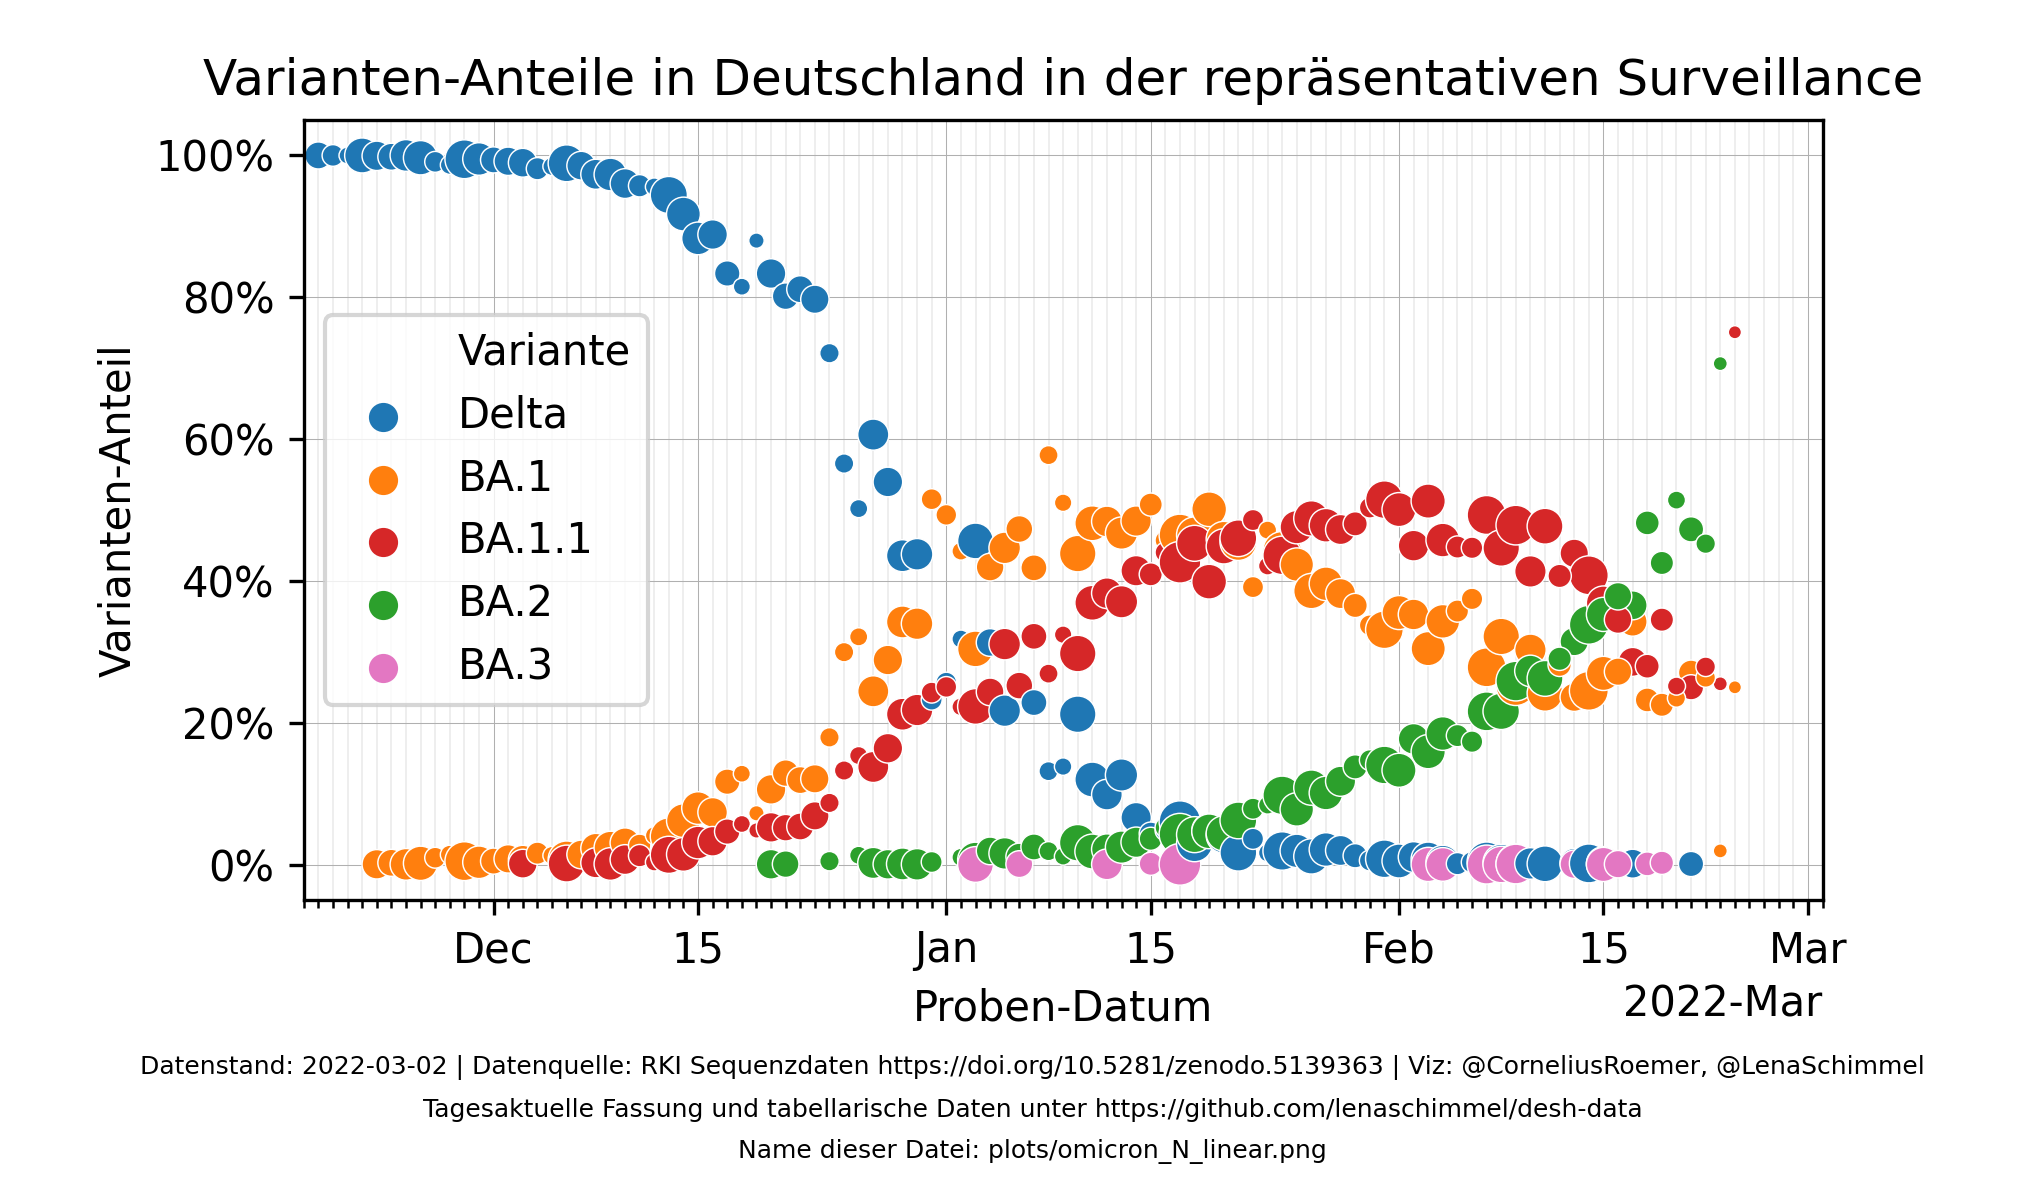 Varianten-Anteile in Deutschland in der repräsentativen Surveillance
100%
80%
60%
40%
20%
0%
Varianten-Anteil
Variante
Delta
BA.1
BA.1.1
BA.2
BA.3
Dec 15 Jan 15 Feb 15 Mar
Proben-Datum
2022-Mar
Datenstand: 2022-03-02 | Datenquelle: RKI Sequenzdaten https://doi.org/10.5281/zenodo.5139363 | Viz: @CorneliusRoemer, @LenaSchimmel
Tagesaktuelle Fassung und tabellarische Daten unter https://github.com/lenaschimmel/desh-data
Name dieser Datei: plots/omicron_N_linear.png